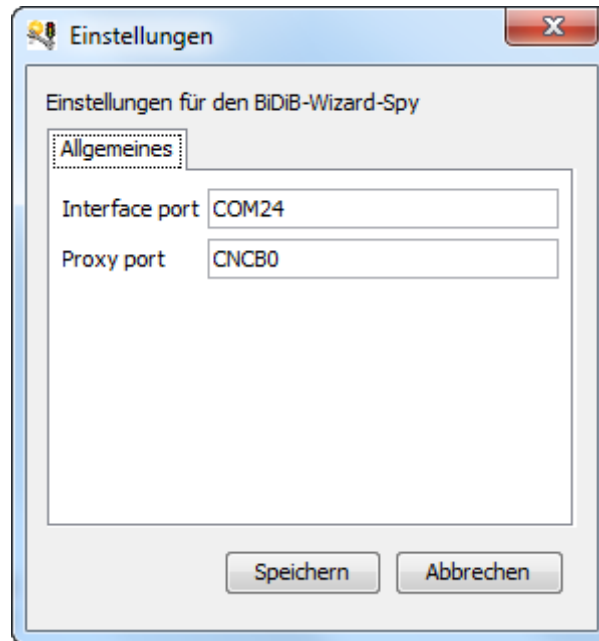 Einstellungen
Einstellungen für den BiDiB-Wizard-Spy
Allgemeines
Interface port COM24
Proxy port CNCB0
Speichern Abbrechen